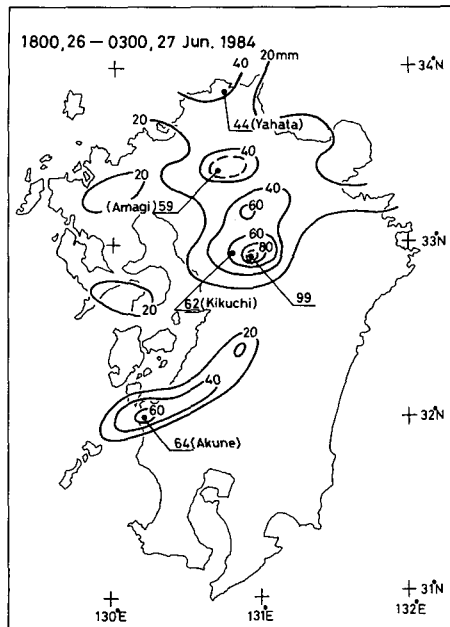 1800,26 – 0300,27 Jun. 1984
40
20mm
34°N
20
44(Yahata)
40
20
40
(Amagi)59
60
33°N
60
80
20
62(Kikuchi)
99
20
40
60
32°N
64(Akune)
31°N
130°E
131°E
132°E